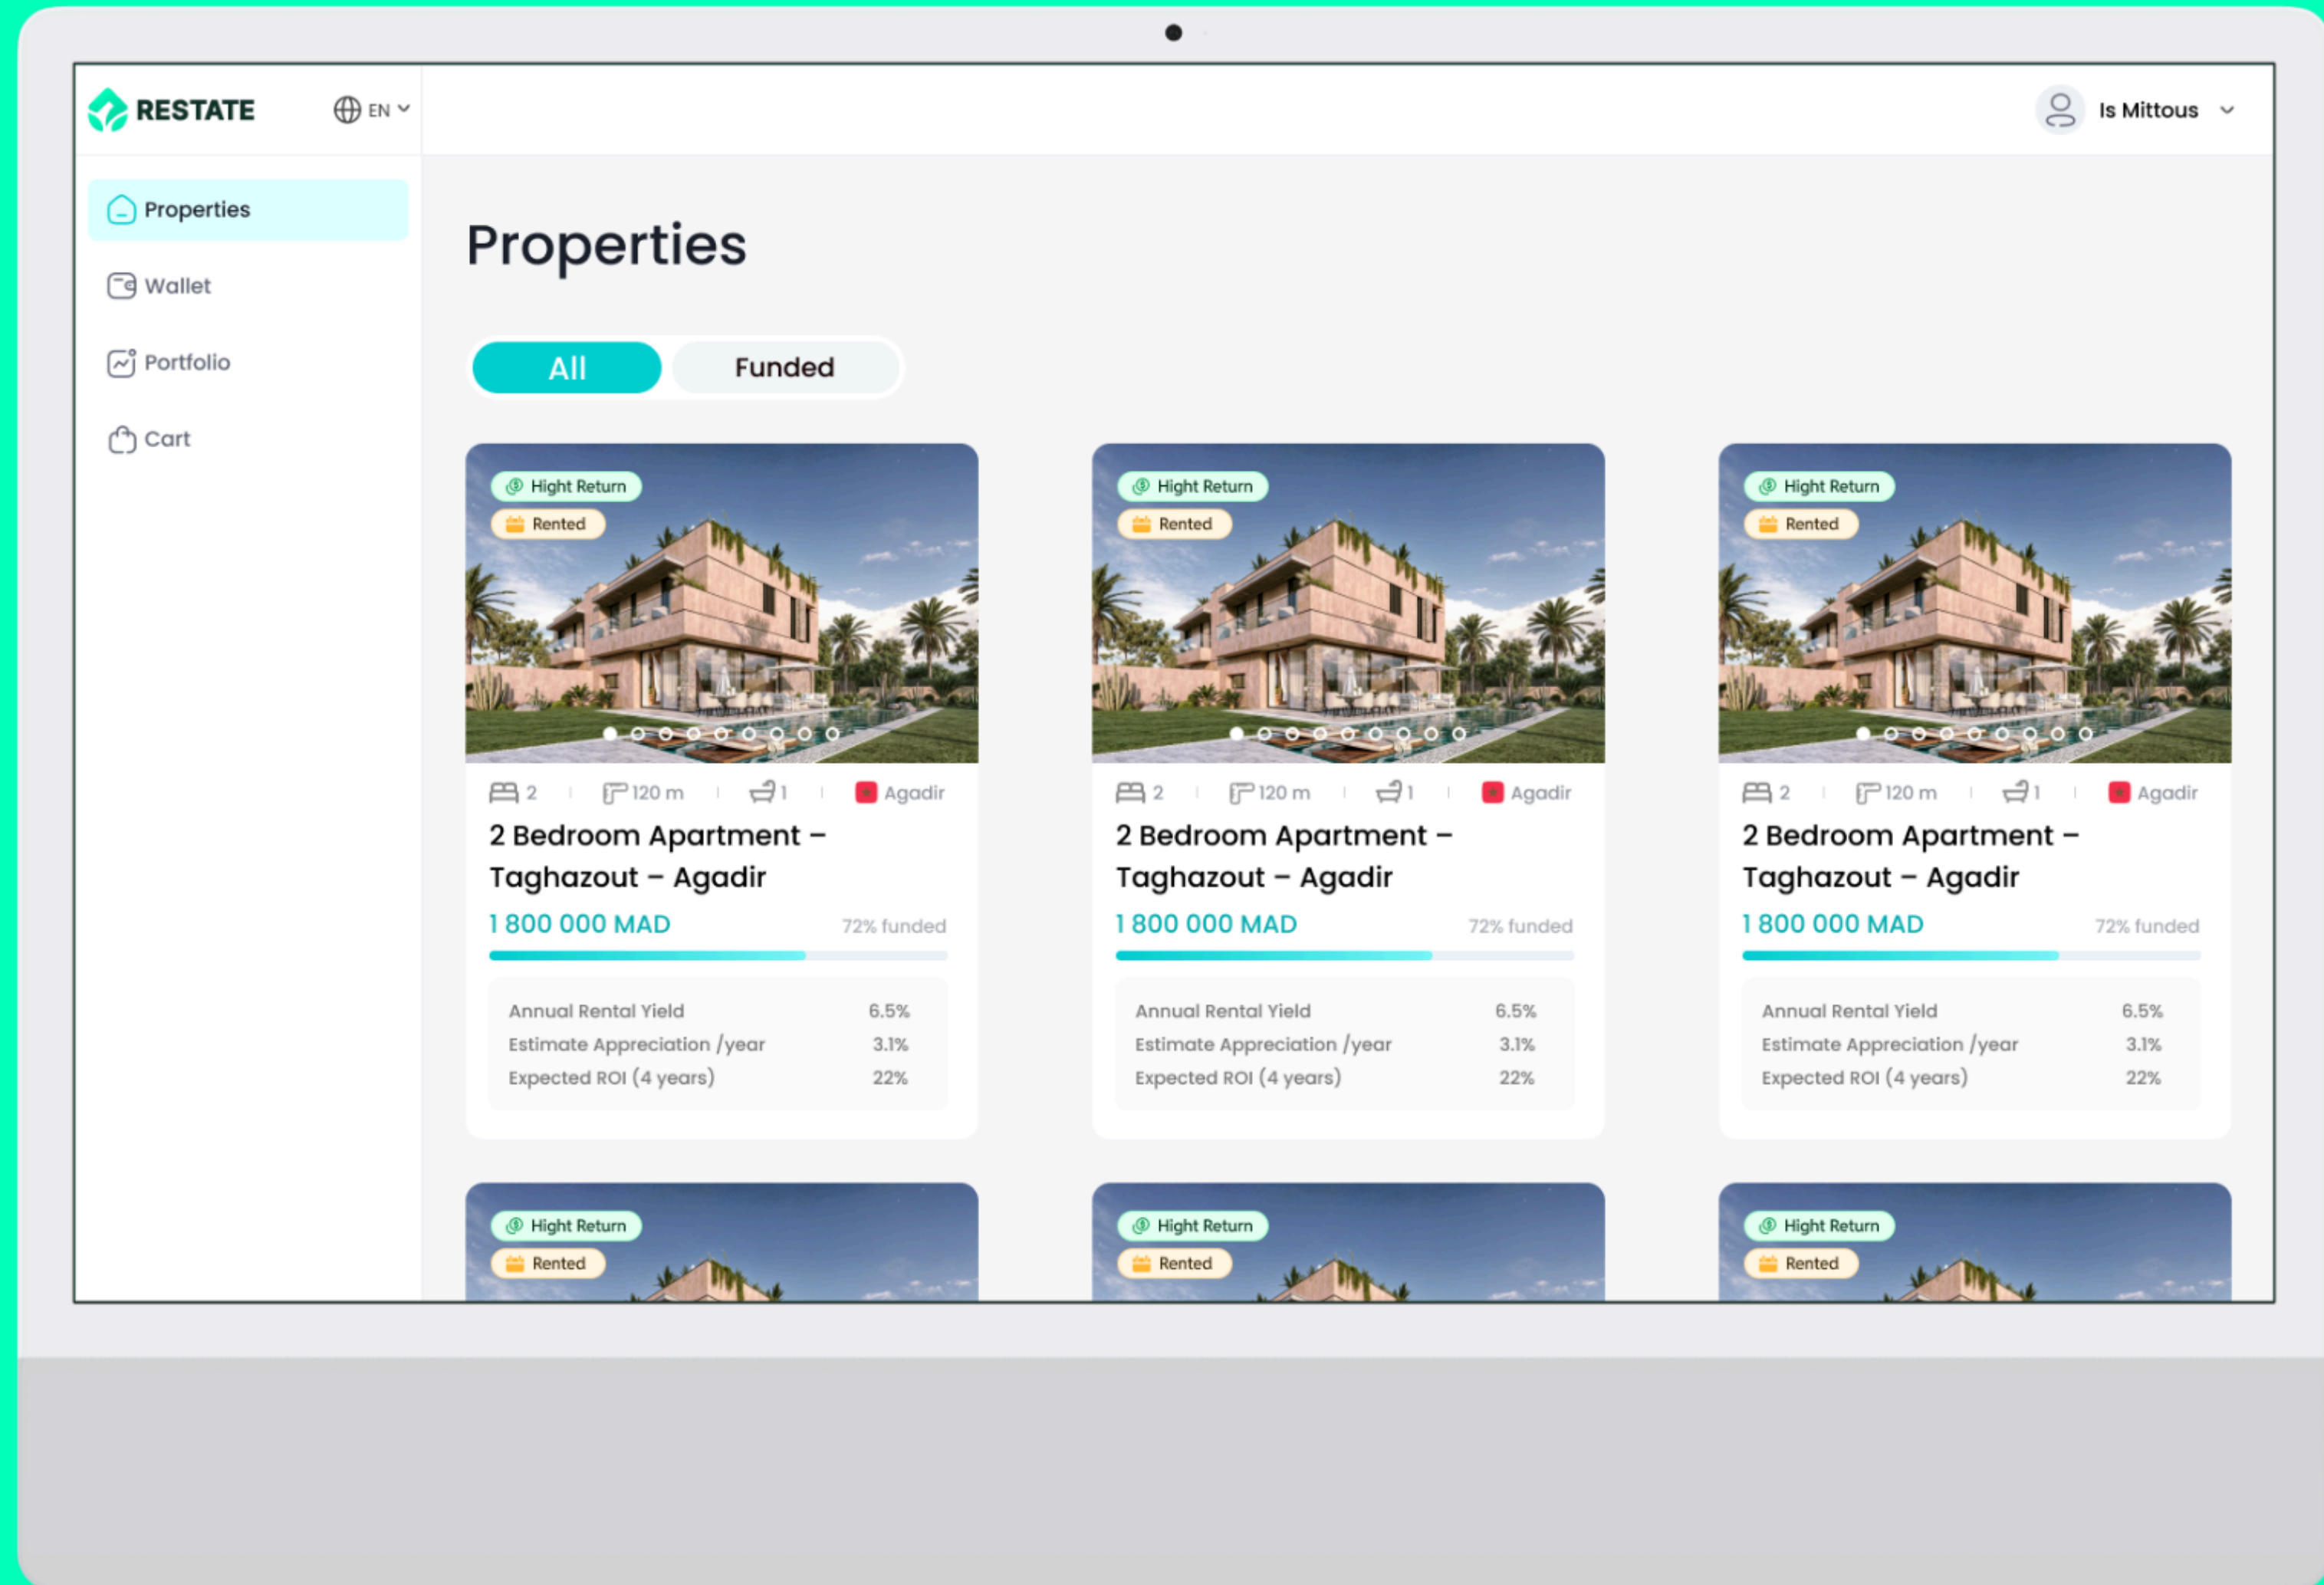 RESTATE
EN
Is Mittous
Properties
Wallet
Portfolio
Cart
Properties
All
Funded
Hight Return
Rented
2
120 m
1
Agadir
2 Bedroom Apartment –
Taghazout – Agadir
1 800 000 MAD
72% funded
Annual Rental Yield 6.5%
Estimate Appreciation /year 3.1%
Expected ROI (4 years) 22%
Hight Return
Rented
2
120 m
1
Agadir
2 Bedroom Apartment –
Taghazout – Agadir
1 800 000 MAD
72% funded
Annual Rental Yield 6.5%
Estimate Appreciation /year 3.1%
Expected ROI (4 years) 22%
Hight Return
Rented
2
120 m
1
Agadir
2 Bedroom Apartment –
Taghazout – Agadir
1 800 000 MAD
72% funded
Annual Rental Yield 6.5%
Estimate Appreciation /year 3.1%
Expected ROI (4 years) 22%
Hight Return
Rented
Hight Return
Rented
Hight Return
Rented